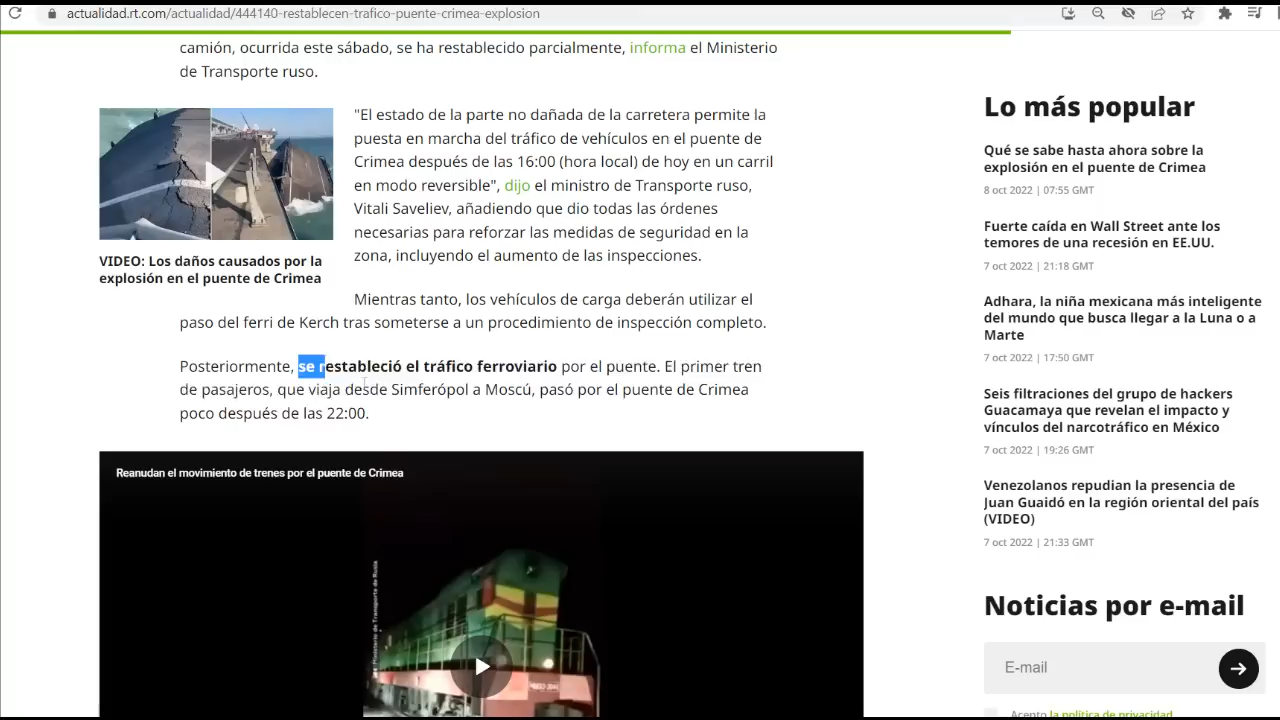 actualidad.rt.com/actualidad/444140-restablecen-trafico-puente-crimea-explosion
camión, ocurrida este sábado, se ha restablecido parcialmente, informa el Ministerio
de Transporte ruso.
"El estado de la parte no dañada de la carretera permite la
puesta en marcha del tráfico de vehículos en el puente de
Crimea después de las 16:00 (hora local) de hoy en un carril
en modo reversible", dijo el ministro de Transporte ruso,
Vitali Saveliev, añadiendo que dio todas las órdenes
necesarias para reforzar las medidas de seguridad en la
zona, incluyendo el aumento de las inspecciones.
VIDEO: Los daños causados por la
explosión en el puente de Crimea
Mientras tanto, los vehículos de carga deberán utilizar el
paso del ferri de Kerch tras someterse a un procedimiento de inspección completo.
Posteriormente, se restableció el tráfico ferroviario por el puente. El primer tren
de pasajeros, que viaja desde Simferópol a Moscú, pasó por el puente de Crimea
poco después de las 22:00.
Reanudan el movimiento de trenes por el puente de Crimea
Ministerio de Transporte de Rusia
Lo más popular
Qué se sabe hasta ahora sobre la
explosión en el puente de Crimea
8 oct 2022 | 07:55 GMT
Fuerte caída en Wall Street ante los
temores de una recesión en EE.UU.
7 oct 2022 | 21:18 GMT
Adhara, la niña mexicana más inteligente
del mundo que busca llegar a la Luna o a
Marte
7 oct 2022 | 17:50 GMT
Seis filtraciones del grupo de hackers
Guacamaya que revelan el impacto y
vínculos del narcotráfico en México
7 oct 2022 | 19:26 GMT
Venezolanos repudian la presencia de
Juan Guaidó en la región oriental del país
(VIDEO)
7 oct 2022 | 21:33 GMT
Noticias por e-mail
E-mail
Acepto la política de privacidad